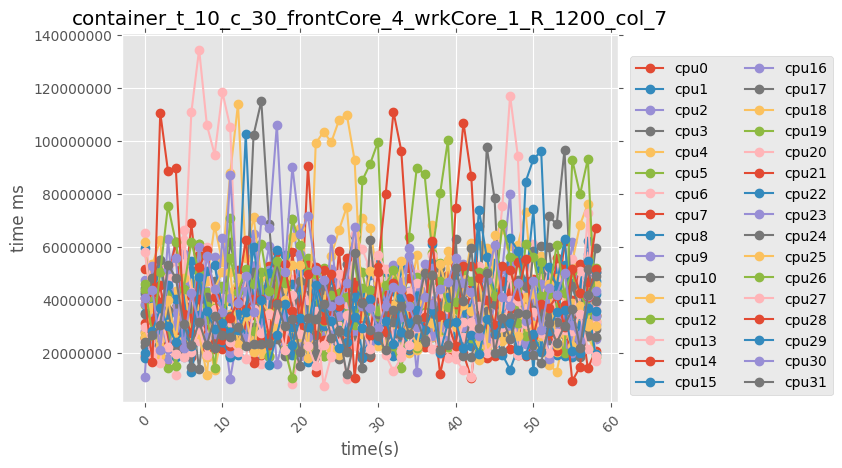 container_t_10_c_30_frontCore_4_wrkCore_1_R_1200_col_7
140000000
120000000
100000000
80000000
60000000
40000000
20000000
time ms
0
10
20
30
40
50
60
time(s)
cpu0
cpu1
cpu2
cpu3
cpu4
cpu5
cpu6
cpu7
cpu8
cpu9
cpu10
cpu11
cpu12
cpu13
cpu14
cpu15
cpu16
cpu17
cpu18
cpu19
cpu20
cpu21
cpu22
cpu23
cpu24
cpu25
cpu26
cpu27
cpu28
cpu29
cpu30
cpu31